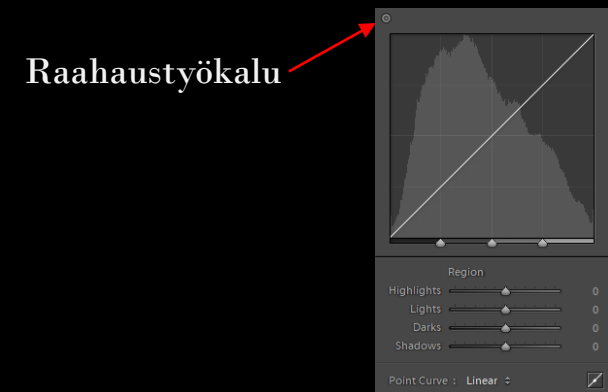 Raahaustyökalu
Region
Highlights 0
Lights 0
Darks 0
Shadows 0
Point Curve : Linear